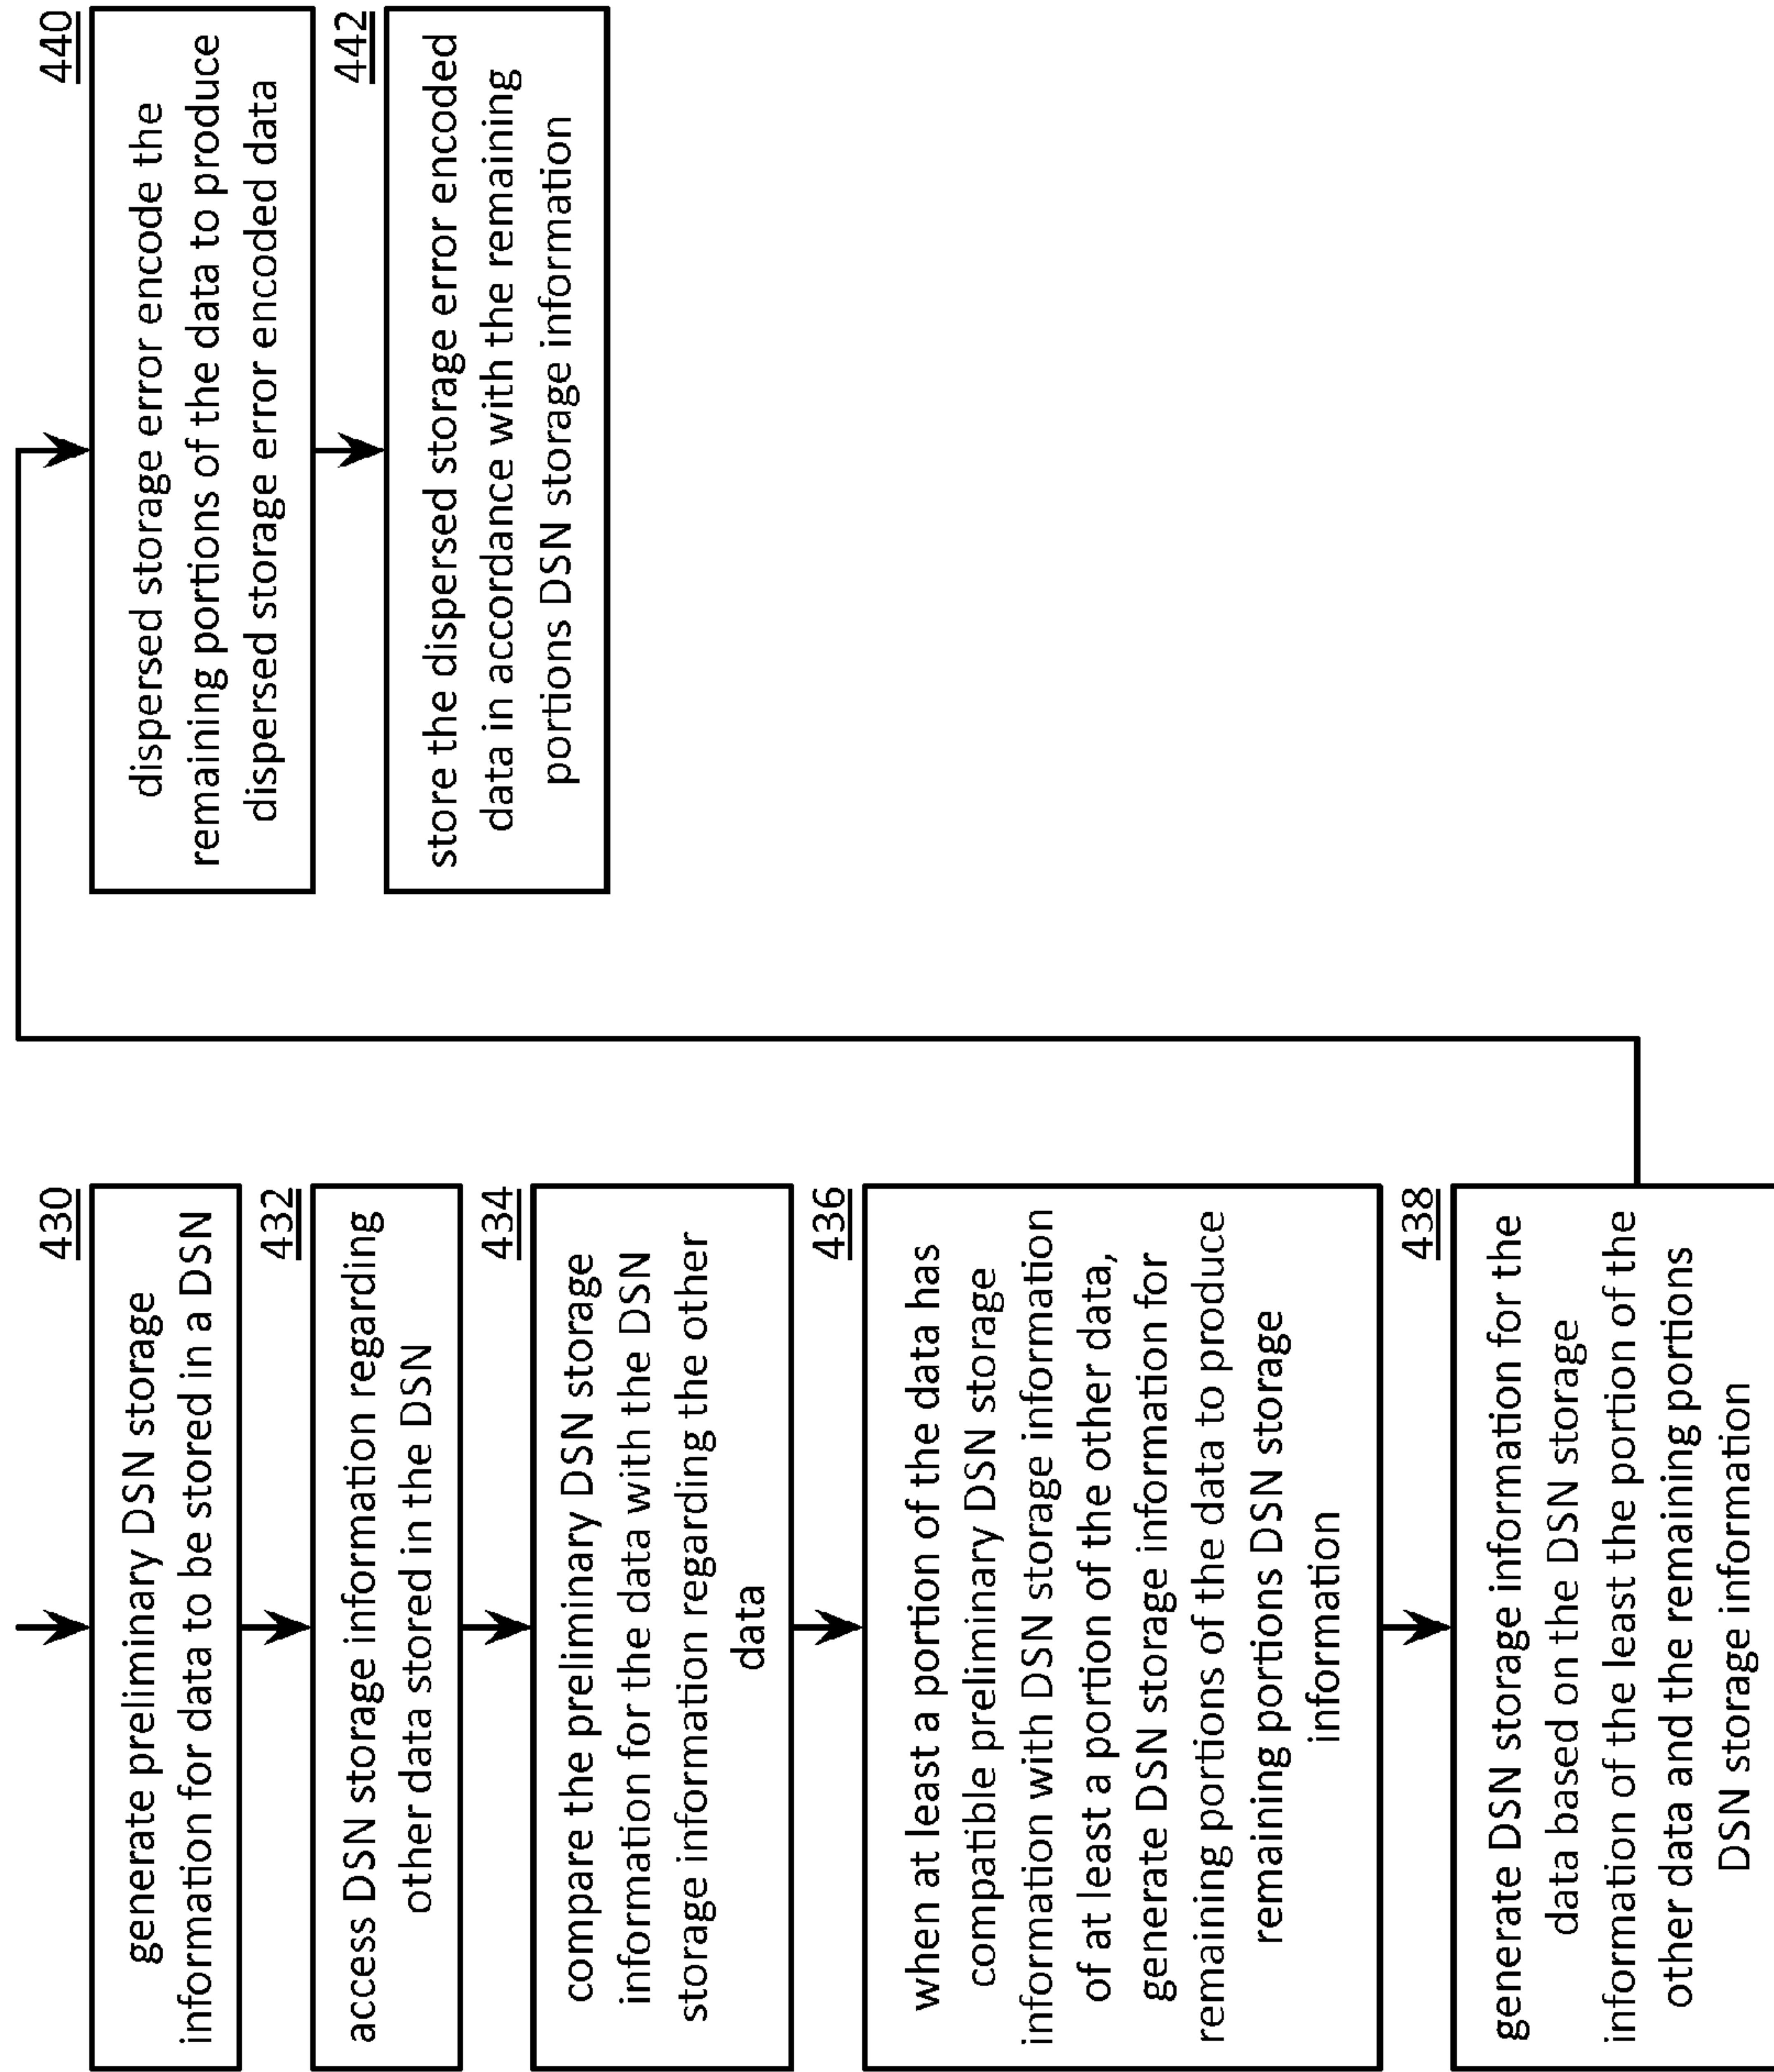 430
generate preliminary DSN storage
information for data to be stored in a DSN
432
access DSN storage information regarding
other data stored in the DSN
434
compare the preliminary DSN storage
information for the data with the DSN
storage information regarding the other
data
436
when at least a portion of the data has
compatible preliminary DSN storage
information with DSN storage information
of at least a portion of the other data,
generate DSN storage information for
remaining portions of the data to produce
remaining portions DSN storage
information
438
generate DSN storage information for the
data based on the DSN storage
information of the least the portion of the
other data and the remaining portions
DSN storage information
440
dispersed storage error encode the
remaining portions of the data to produce
dispersed storage error encoded data
442
store the dispersed storage error encoded
data in accordance with the remaining
portions DSN storage information